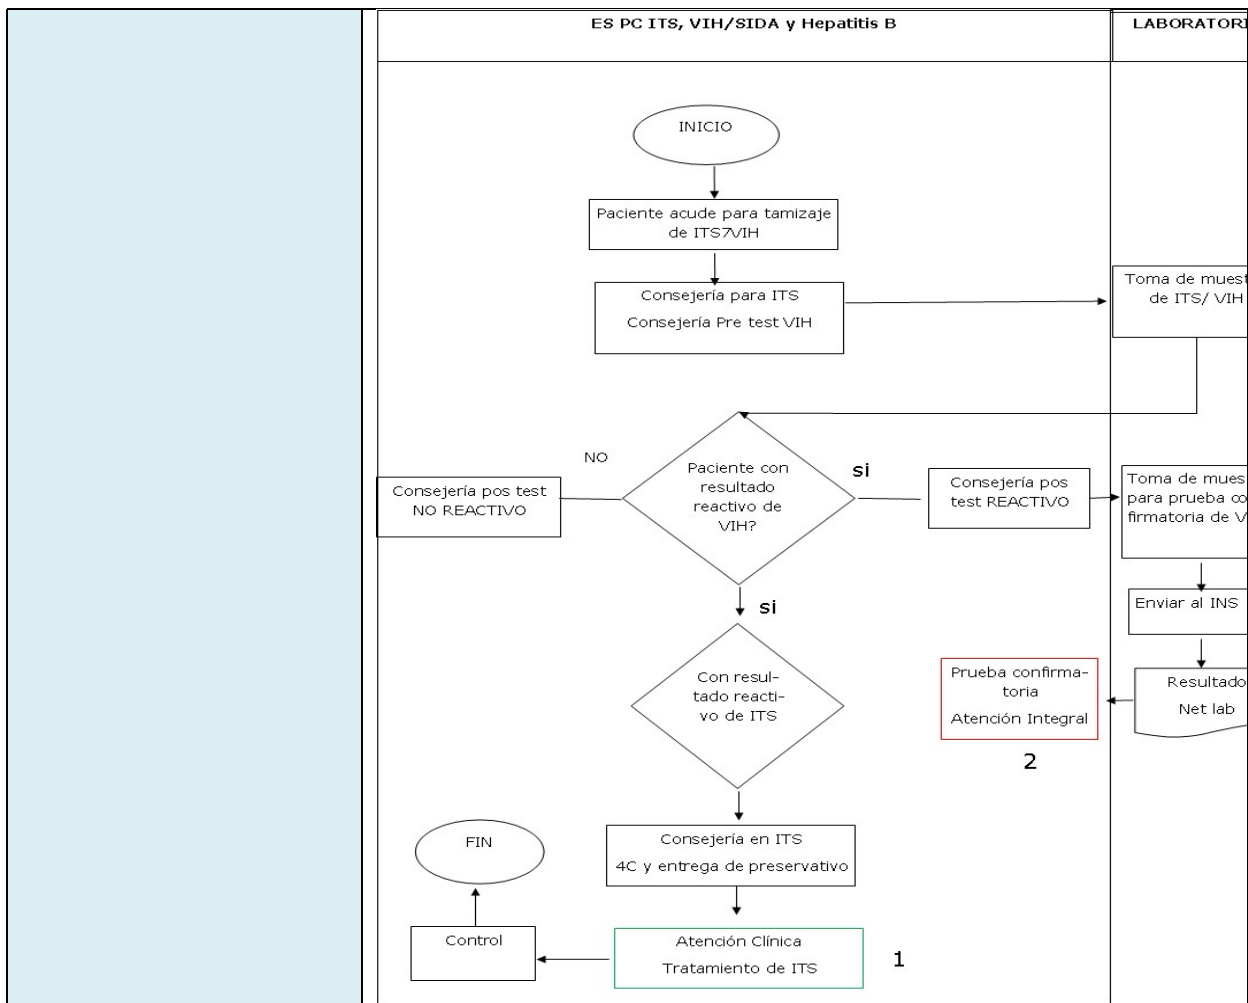 ES PC ITS, VIH/SIDA y Hepatitis B
LABORATORI
INICIO
Paciente acude para tamizaje
de ITS7VIH
Consejería para ITS
Consejería Pre test VIH
Toma de muest
de ITS/ VIH
NO
Paciente con
resultado
reactivo de
VIH?
si
Consejería pos test
NO REACTIVO
Consejería pos
test REACTIVO
Toma de mues
para prueba co
firmatoria de V
si
Enviar al INS
Con resul-
tado reacti-
vo de ITS
Prueba confirma-
toria
Atención Integral
Resultado
Net lab
2
FIN
Consejería en ITS
4C y entrega de preservativo
Control
Atención Clínica
Tratamiento de ITS
1